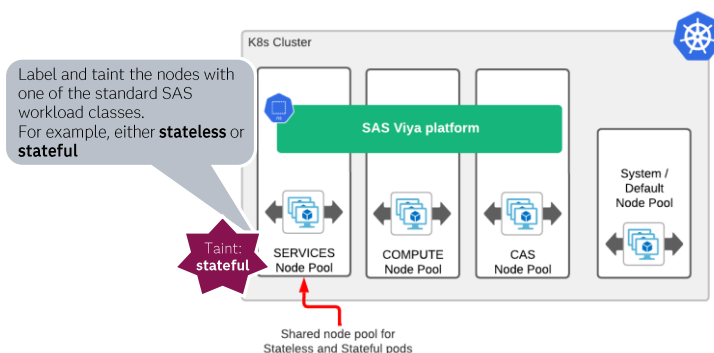 K8s Cluster
Label and taint the nodes with
one of the standard SAS
workload classes.
For example, either stateless or
stateful
SAS Viya platform
System /
Default
Node Pool
Taint:
stateful
SERVICES
Node Pool
COMPUTE
Node Pool
CAS
Node Pool
Shared node pool for
Stateless and Stateful pods